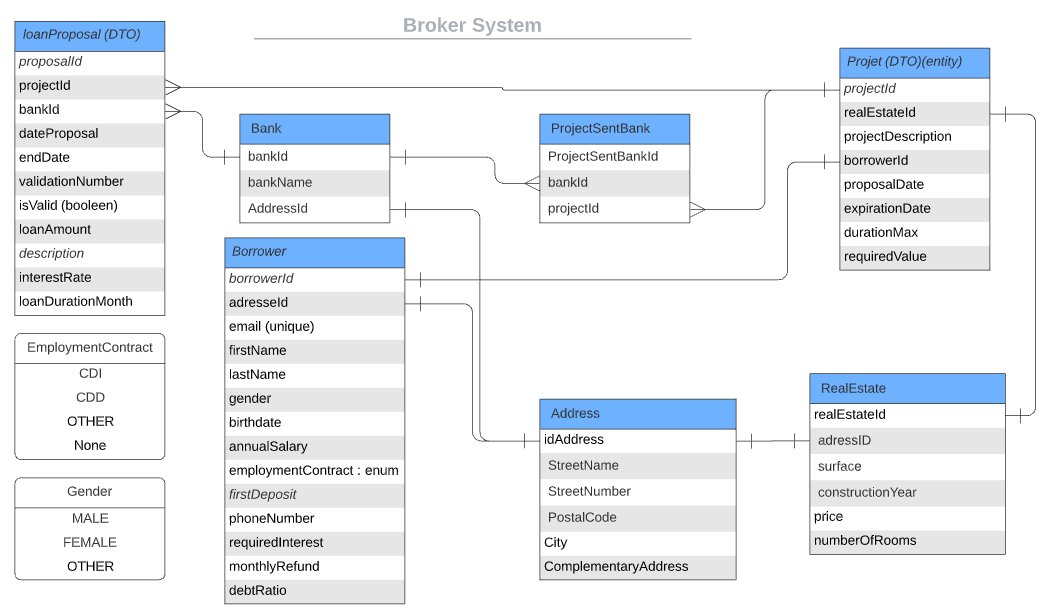 Broker System
loanProposal (DTO)
proposalId
projectId
bankId
dateProposal
endDate
validationNumber
isValid (booleen)
loanAmount
description
interestRate
loanDurationMonth
EmploymentContract
CDI
CDD
OTHER
None
Gender
MALE
FEMALE
OTHER
Bank
bankId
bankName
AddressId
Borrower
borrowerId
adresseId
email (unique)
firstName
lastName
gender
birthdate
annualSalary
employmentContract : enum
firstDeposit
phoneNumber
requiredInterest
monthlyRefund
debtRatio
ProjectSentBank
ProjectSentBankId
bankId
projectId
Address
idAddress
StreetName
StreetNumber
PostalCode
City
ComplementaryAddress
Projet (DTO)(entity)
projectId
realEstateId
projectDescription
borrowerId
proposalDate
expirationDate
durationMax
requiredValue
RealEstate
realEstateId
adressID
surface
constructionYear
price
numberOfRooms